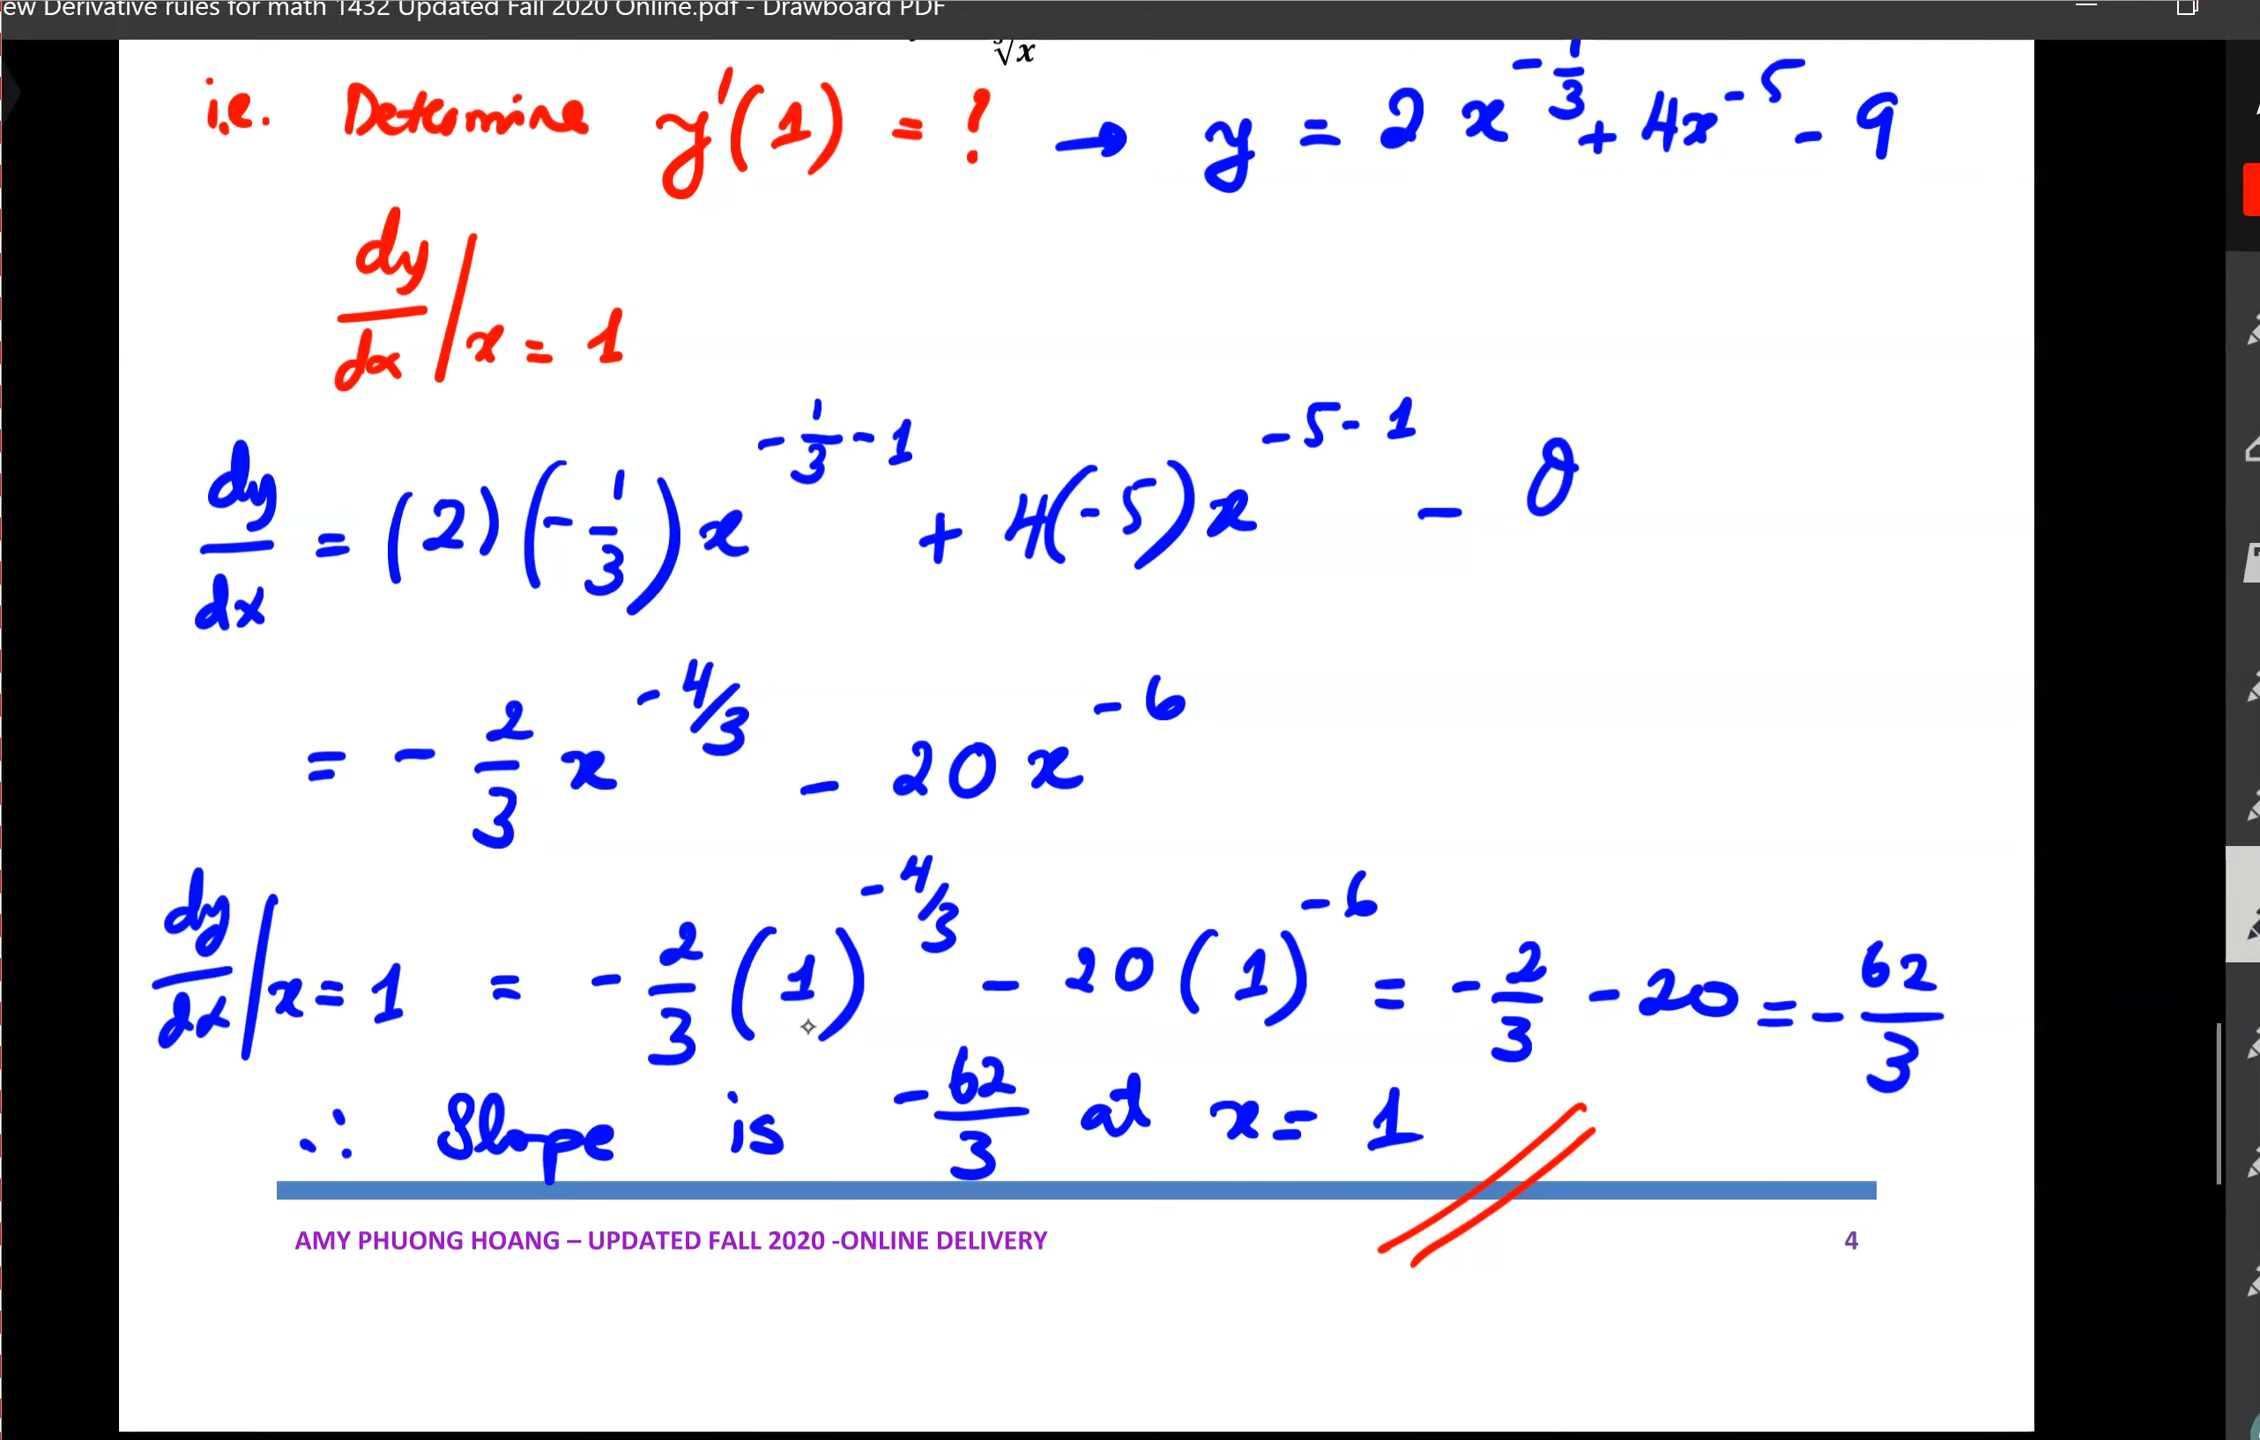 ew Derivative rules for math 1432 Updated Fall 2020 Online.pdf - Drawboard PDF
∛x
i.e. Determine y'(1) = ? → y = 2 x^(-1/3) + 4x^(-5) - 9
dy/dx | x = 1
dy/dx = (2)(-1/3) x^(-1/3 - 1) + 4(-5) x^(-5 - 1) - 0
= - 2/3 x^(-4/3) - 20 x^(-6)
dy/dx | x = 1 = - 2/3 (1)^(-4/3) - 20 (1)^(-6) = - 2/3 - 20 = - 62/3
∴ Slope is - 62/3 at x = 1
AMY PHUONG HOANG – UPDATED FALL 2020 -ONLINE DELIVERY 4